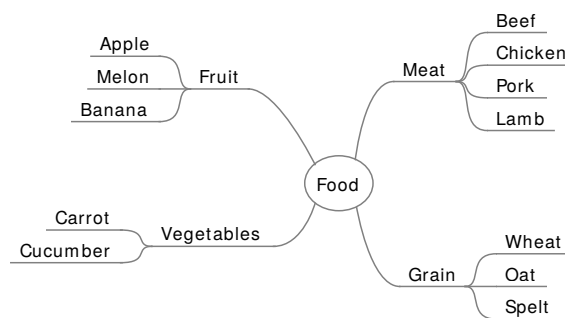 Food
Fruit
Apple
Melon
Banana
Vegetables
Carrot
Cucumber
Meat
Beef
Chicken
Pork
Lamb
Grain
Wheat
Oat
Spelt